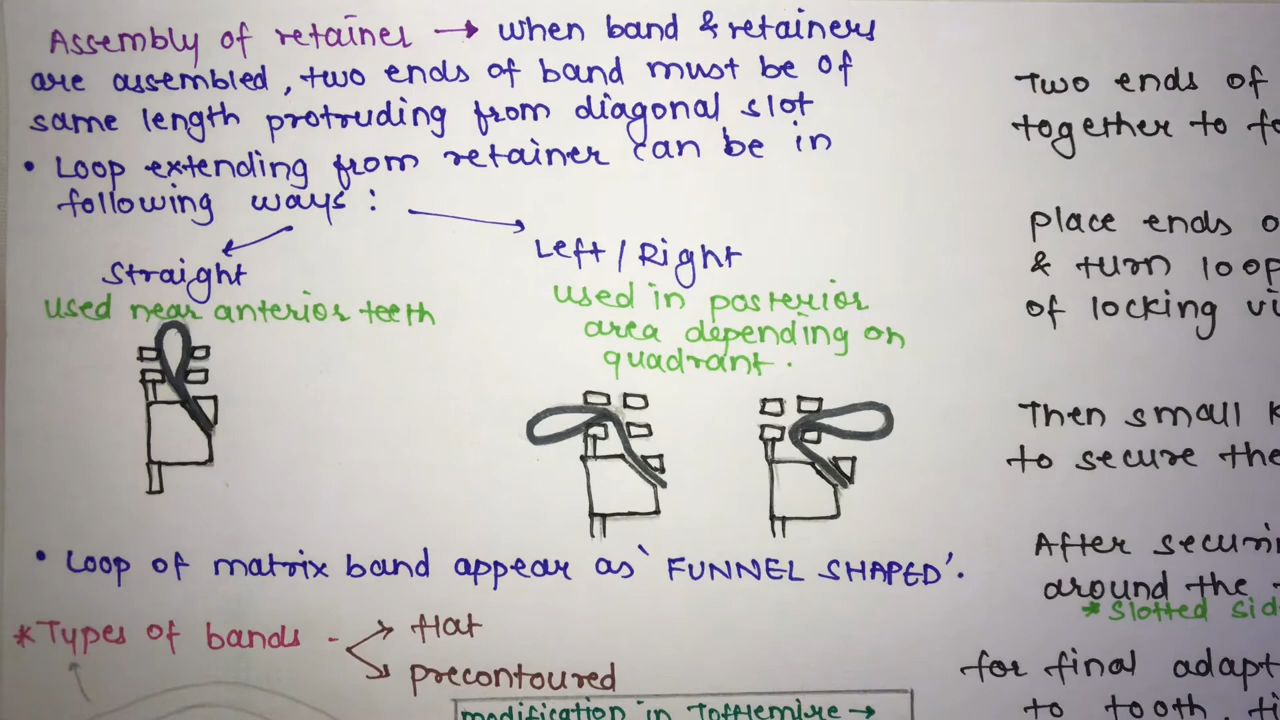 Assembly of retainer → when band & retainers
are assembled, two ends of band must be of
same length protruding from diagonal slot
• Loop extending from retainer can be in
following ways:
Straight
used near anterior teeth
Left / Right
used in posterior
area depending on
quadrant.
• Loop of matrix band appear as 'FUNNEL SHAPED'.
* Types of bands - flat
precontoured
modification in Tofflemire →
Two ends of
together to
place ends
& turn loop
of locking
Then small
to secure the
After
around the
* Slotted
for final
to tooth,